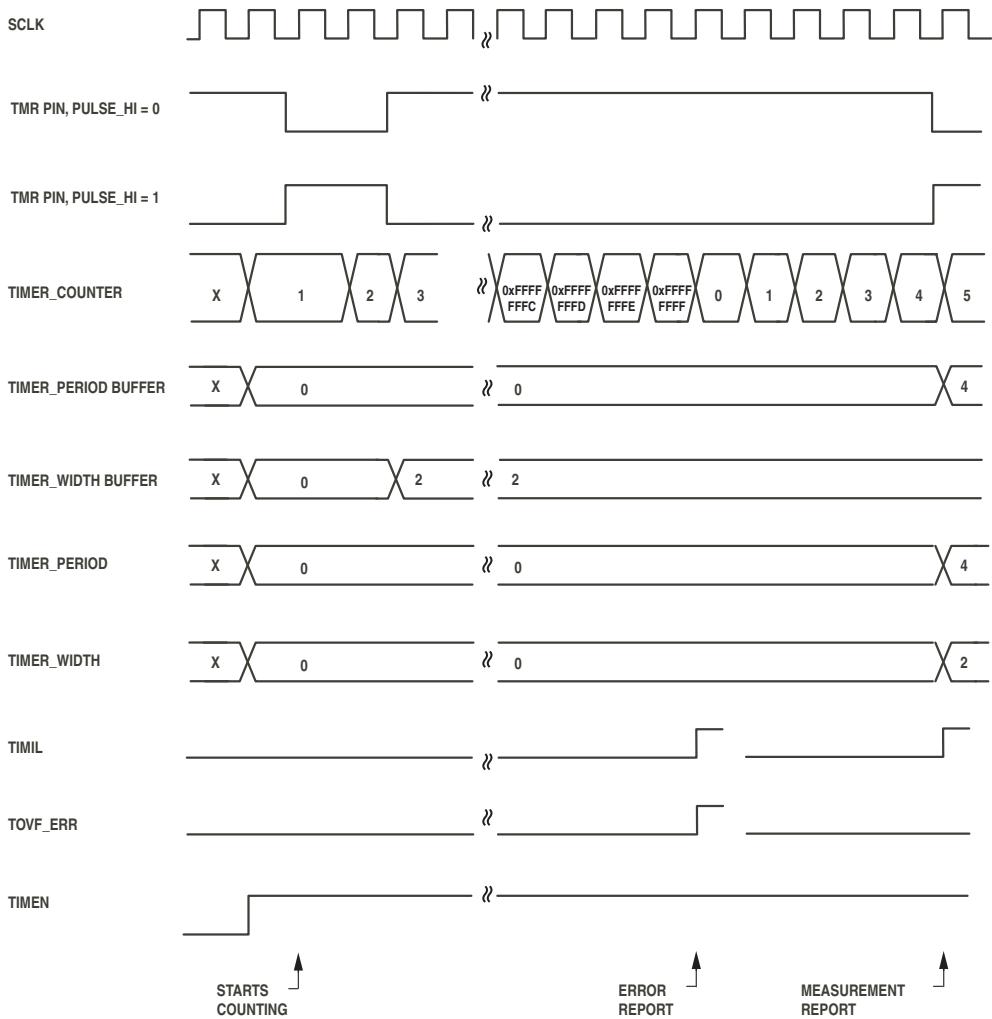 SCLK
TMR PIN, PULSE_HI = 0
TMR PIN, PULSE_HI = 1
TIMER_COUNTER
X 1 2 3 0xFFFF FFFC 0xFFFF FFFD 0xFFFF FFFE 0xFFFF FFFF 0 1 2 3 4 5
TIMER_PERIOD BUFFER X 0 0 4
TIMER_WIDTH BUFFER X 0 2 2
TIMER_PERIOD X 0 0 4
TIMER_WIDTH X 0 0 2
TIMIL
TOVF_ERR
TIMEN
STARTS
COUNTING
ERROR
REPORT
MEASUREMENT
REPORT